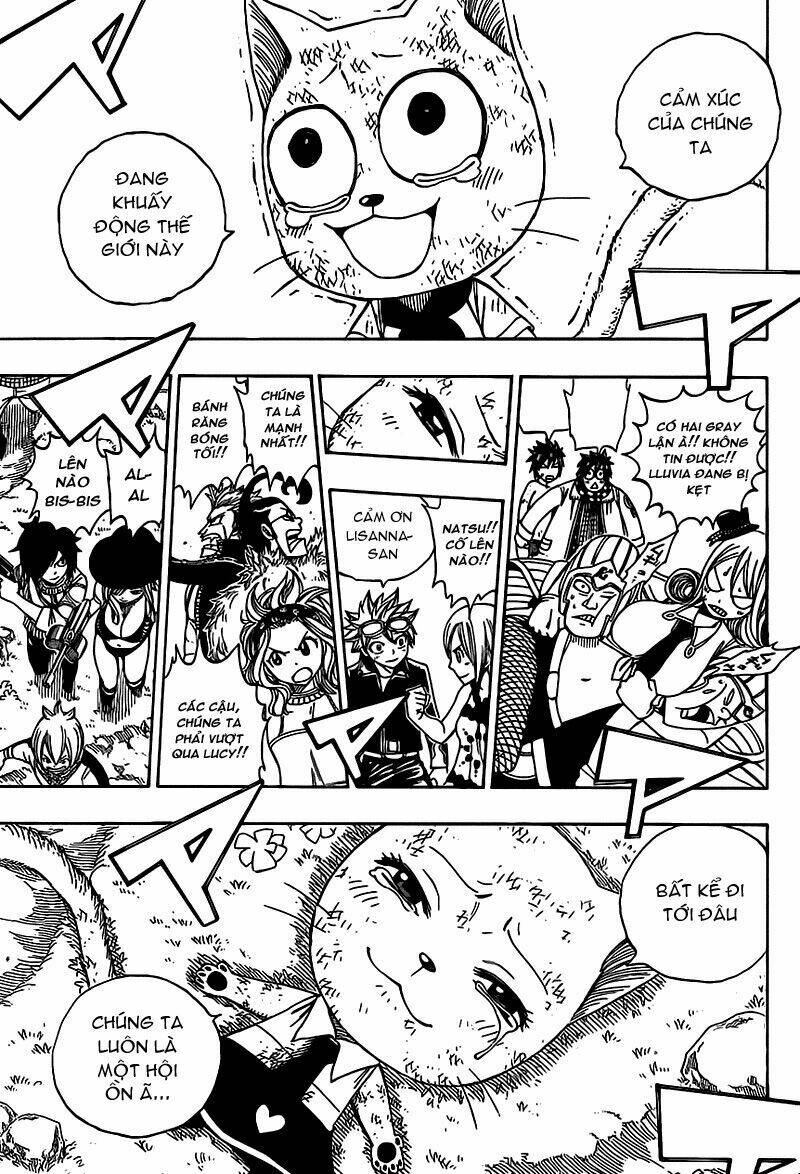 CẢM XÚC
CỦA CHÚNG
TA
ĐANG
KHUẤY
ĐỘNG THẾ
GIỚI NÀY
CÓ HAI GRAY
LẬN À!! KHÔNG
TIN ĐƯỢC!!
LLUVIA ĐANG BỊ
KẸT
NATSU!!
CỐ LÊN
NÀO!!
CẢM ƠN
LISANNA-
SAN
CHÚNG
TA LÀ
MẠNH
NHẤT!!
BÁNH
RĂNG
BÓNG
TỐI!!
CÁC CẬU,
CHÚNG TA
PHẢI VƯỢT
QUA LUCY!!
AL-
AL
LÊN
NÀO
BIS-BIS
BẤT KỂ ĐI
TỚI ĐÂU
CHÚNG TA
LUÔN LÀ
MỘT HỘI
ỒN Ã...